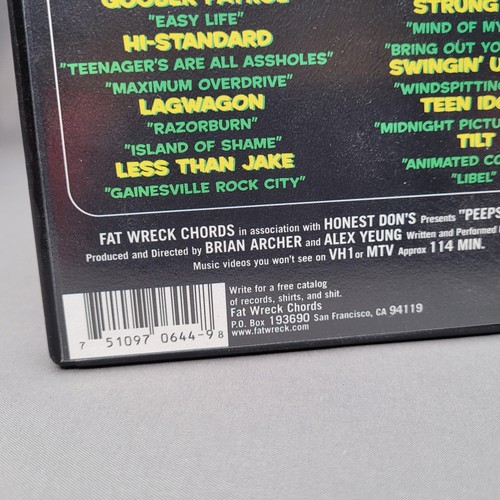 GOOBER PATROL
"EASY LIFE"
HI-STANDARD
"TEENAGER'S ARE ALL ASSHOLES"
"MAXIMUM OVERDRIVE"
LAGWAGON
"RAZORBURN"
"ISLAND OF SHAME"
LESS THAN JAKE
"GAINESVILLE ROCK CITY"
STRUNG
"MIND OF MY
"BRING OUT YO
SWINGIN' U
"WINDSPITTING
TEEN IDO
"MIDNIGHT PICTU
TILT
"ANIMATED CO
"LIBEL"
FAT WRECK CHORDS in association with HONEST DON'S Presents "PEEPS
Produced and Directed by BRIAN ARCHER and ALEX YEUNG Written and Performed
Music videos you won't see on VH1 or MTV Approx 114 MIN.
Write for a free catalog
of records, shirts, and shit.
Fat Wreck Chords
P.O. Box 193690 San Francisco, CA 94119
www.fatwreck.com
7 51097 0644-9 8